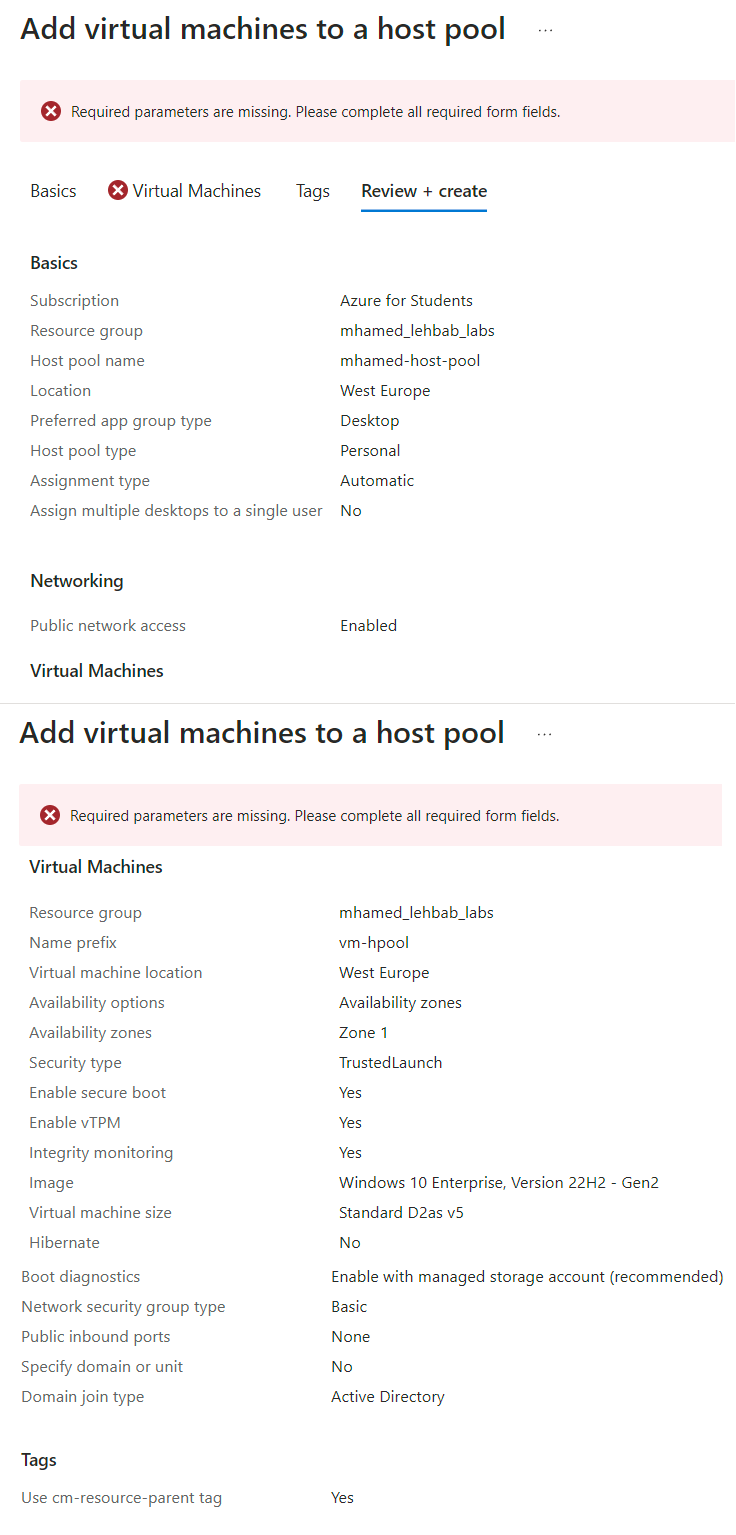 Add virtual machines to a host pool ...
Required parameters are missing. Please complete all required form fields.
Basics Virtual Machines Tags Review + create
Basics
Subscription Azure for Students
Resource group mhamed_lehbab_labs
Host pool name mhamed-host-pool
Location West Europe
Preferred app group type Desktop
Host pool type Personal
Assignment type Automatic
Assign multiple desktops to a single user No
Networking
Public network access Enabled
Virtual Machines
Add virtual machines to a host pool ...
Required parameters are missing. Please complete all required form fields.
Virtual Machines
Resource group mhamed_lehbab_labs
Name prefix vm-hpool
Virtual machine location West Europe
Availability options Availability zones
Availability zones Zone 1
Security type TrustedLaunch
Enable secure boot Yes
Enable vTPM Yes
Integrity monitoring Yes
Image Windows 10 Enterprise, Version 22H2 - Gen2
Virtual machine size Standard D2as v5
Hibernate No
Boot diagnostics Enable with managed storage account (recommended)
Network security group type Basic
Public inbound ports None
Specify domain or unit No
Domain join type Active Directory
Tags
Use cm-resource-parent tag Yes